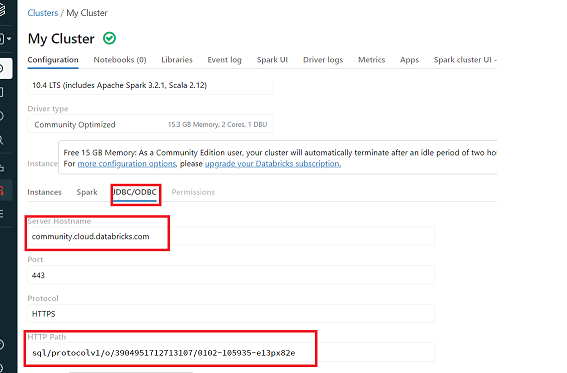 Clusters / My Cluster
My Cluster
Configuration Notebooks (0) Libraries Event log Spark UI Driver logs Metrics Apps Spark cluster UI -
10.4 LTS (includes Apache Spark 3.2.1, Scala 2.12)
Driver type
Community Optimized 15.3 GB Memory, 2 Cores, 1 DBU
Instance
Free 15 GB Memory: As a Community Edition user, your cluster will automatically terminate after an idle period of two
For more configuration options, please upgrade your Databricks subscription.
Instances Spark JDBC/ODBC Permissions
Server Hostname
community.cloud.databricks.com
Port
443
Protocol
HTTPS
HTTP Path
sql/protocolv1/o/3904951712713107/0102-105935-e13px82e